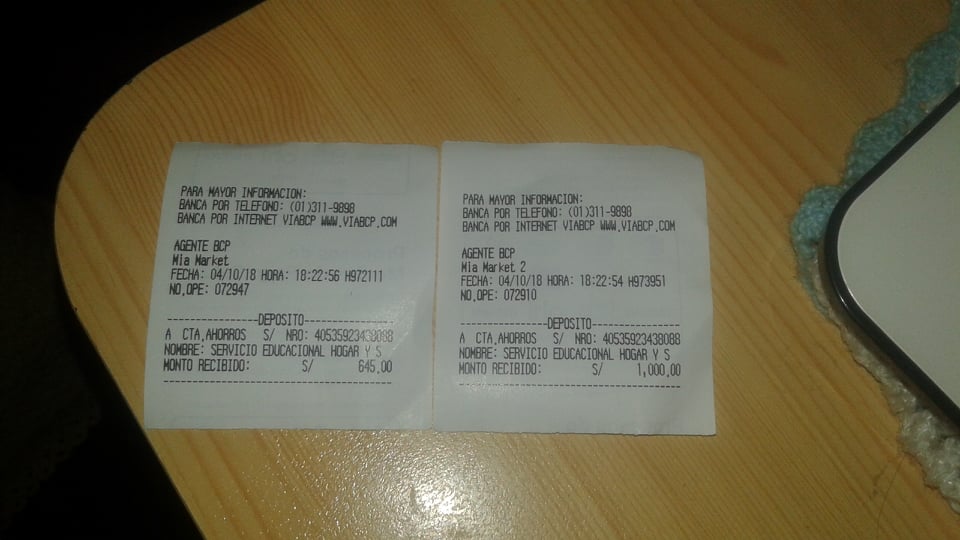 PARA MAYOR INFORMACION:
BANCA POR TELEFONO: (01)311-9898
BANCA POR INTERNET VIABCP WWW.VIABCP.COM
AGENTE BCP
Mia Market
FECHA: 04/10/18 HORA: 18:22:56 H972111
NO,OPE: 072947
-----------------DEPOSITO-----------------
A CTA,AHORROS S/ NRO: 40535923438088
NOMBRE: SERVICIO EDUCACIONAL HOGAR Y S
MONTO RECIBIDO: S/ 645,00
PARA MAYOR INFORMACION:
BANCA POR TELEFONO: (01)311-9898
BANCA POR INTERNET VIABCP WWW.VIABCP.COM
AGENTE BCP
Mia Market 2
FECHA: 04/10/18 HORA: 18:22:54 H973951
NO,OPE: 072910
-----------------DEPOSITO-----------------
A CTA,AHORROS S/ NRO: 40535923438088
NOMBRE: SERVICIO EDUCACIONAL HOGAR Y S
MONTO RECIBIDO: S/ 1,000,00